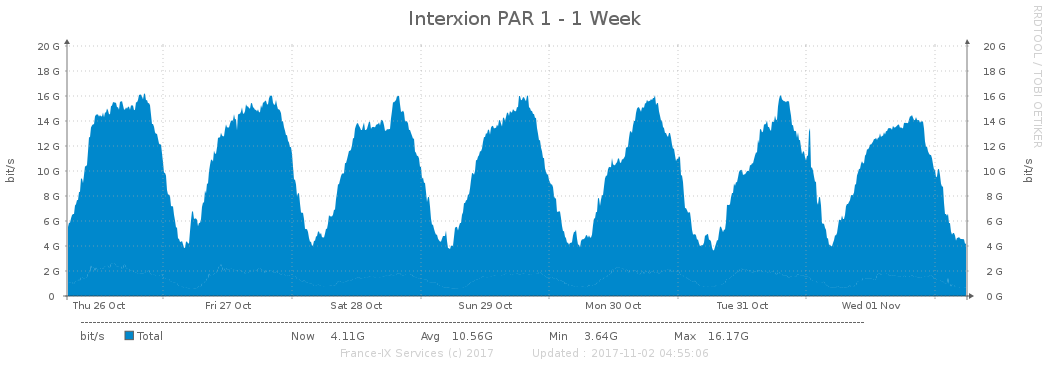 Interxion PAR 1 - 1 Week
RRDTOOL / TOBI OETIKER
20 G 20 G
18 G 18 G
16 G 16 G
14 G 14 G
12 G 12 G
10 G 10 G
8 G 8 G
6 G 6 G
4 G 4 G
2 G 2 G
0 0 G
bit/s bit/s
Thu 26 Oct Fri 27 Oct Sat 28 Oct Sun 29 Oct Mon 30 Oct Tue 31 Oct Wed 01 Nov
bit/s Total Now 4.11G Avg 10.56G Min 3.64G Max 16.17G
France-IX Services (c) 2017 Updated : 2017-11-02 04:55:06